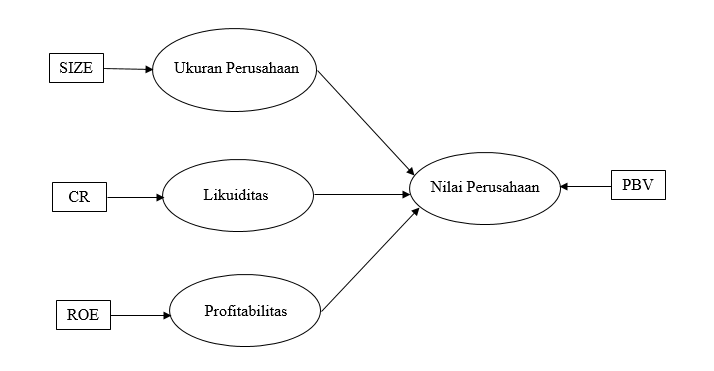 SIZE
Ukuran Perusahaan
CR
Likuiditas
Nilai Perusahaan
PBV
ROE
Profitabilitas